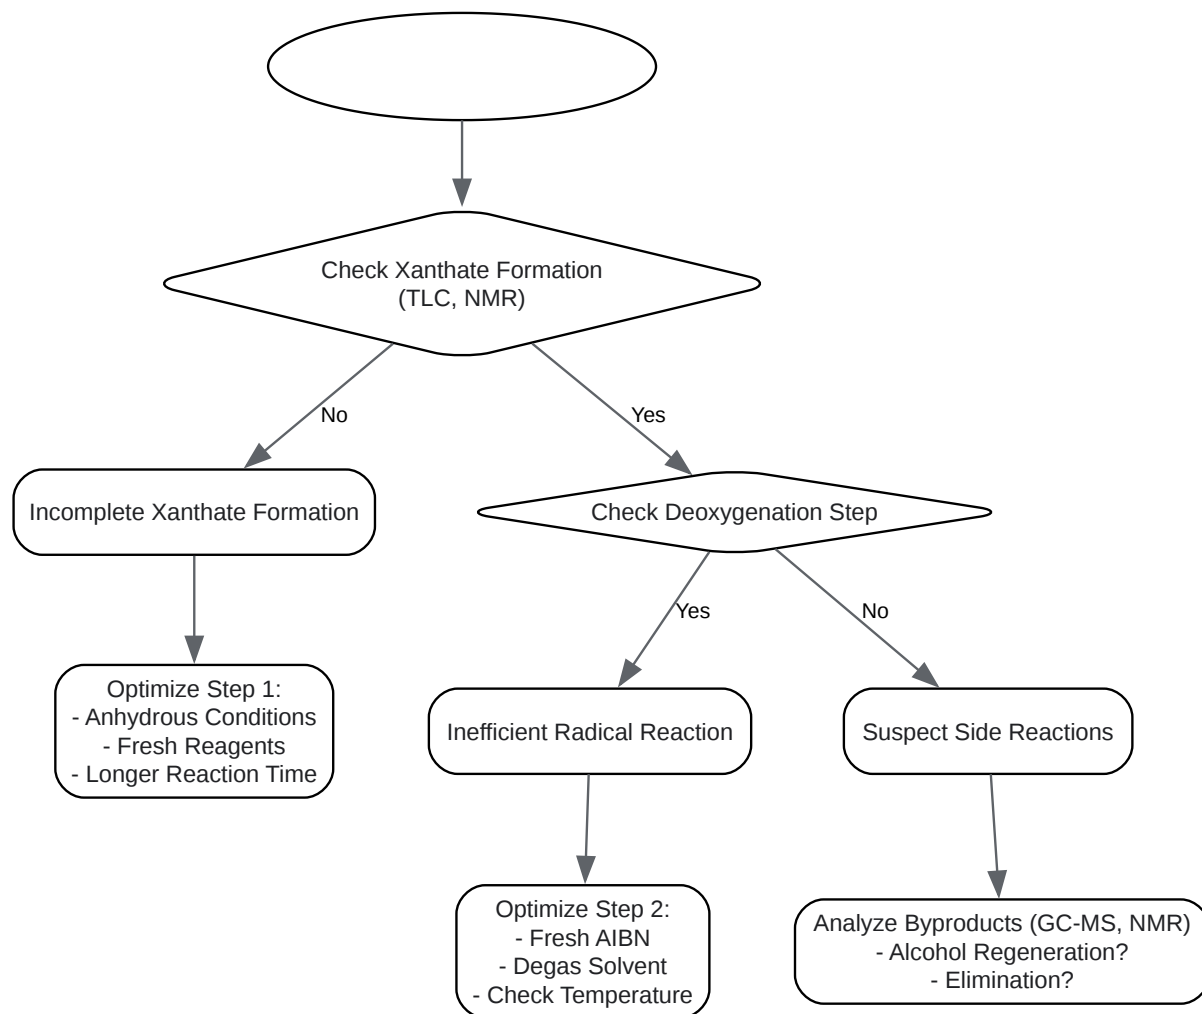 Check Xanthate Formation
(TLC, NMR)
No
Yes
Incomplete Xanthate Formation
Check Deoxygenation Step
Yes
No
Optimize Step 1:
- Anhydrous Conditions
- Fresh Reagents
- Longer Reaction Time
Inefficient Radical Reaction
Suspect Side Reactions
Optimize Step 2:
- Fresh AIBN
- Degas Solvent
- Check Temperature
Analyze Byproducts (GC-MS, NMR)
- Alcohol Regeneration?
- Elimination?